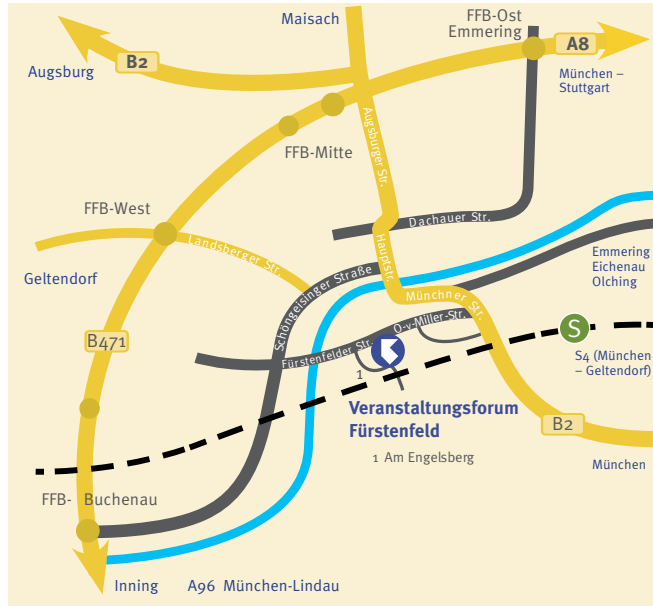 Maisach
FFB-Ost
Emmering
A8
B2
Augsburg
München –
Stuttgart
Augsburger Str.
FFB-Mitte
FFB-West
Dachauer Str.
Landsberger Str.
Hauptstr.
Geltendorf
Emmering
Eichenau
Olching
Schöngeisinger Straße
Münchner Str.
B471
O-v-Miller-Str.
S
Fürstenfelder Str.
S4 (München
– Geltendorf)
1
Veranstaltungsforum
Fürstenfeld
B2
1 Am Engelsberg
München
FFB- Buchenau
Inning
A96 München-Lindau